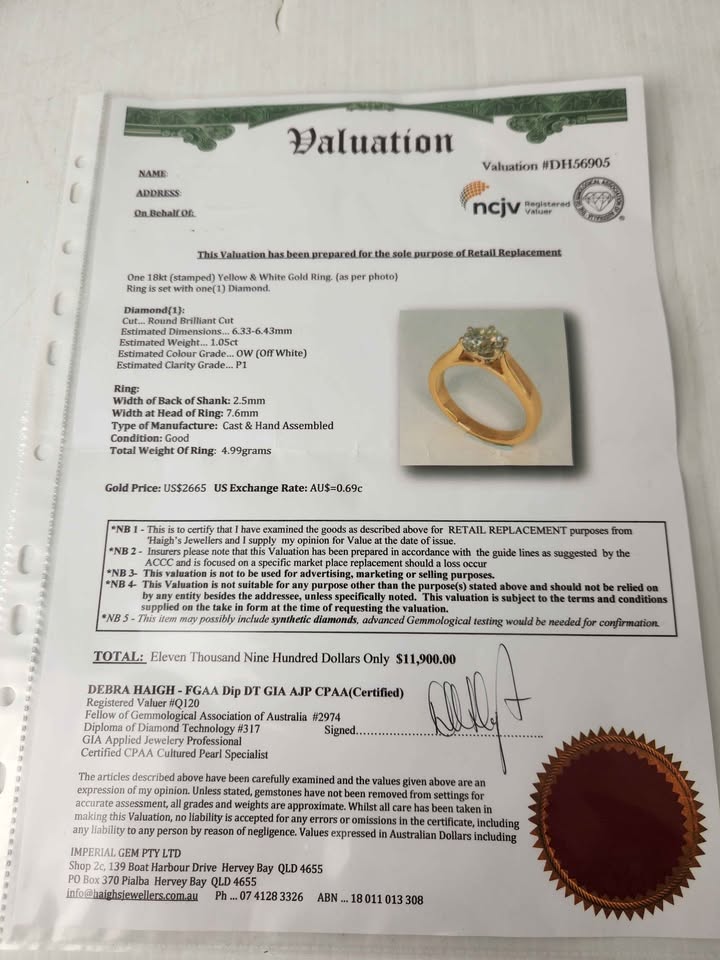 Valuation
Valuation #DH56905
NAME
ADDRESS
On Behalf Of:
ncjv Registered Valuer
This Valuation has been prepared for the sole purpose of Retail Replacement
One 18kt (stamped) Yellow & White Gold Ring. (as per photo)
Ring is set with one(1) Diamond.
Diamond(1):
Cut... Round Brilliant Cut
Estimated Dimensions... 6.33-6.43mm
Estimated Weight... 1.05ct
Estimated Colour Grade... OW (Off White)
Estimated Clarity Grade... P1
Ring:
Width of Back of Shank: 2.5mm
Width at Head of Ring: 7.6mm
Type of Manufacture: Cast & Hand Assembled
Condition: Good
Total Weight Of Ring: 4.99grams
Gold Price: US$2665 US Exchange Rate: AU$=0.69c
*NB 1 - This is to certify that I have examined the goods as described above for RETAIL REPLACEMENT purposes from
'Haigh's Jewellers and I supply my opinion for Value at the date of issue.
*NB 2 - Insurers please note that this Valuation has been prepared in accordance with the guide lines as suggested by the
ACCC and is focused on a specific market place replacement should a loss occur
*NB 3- This valuation is not to be used for advertising, marketing or selling purposes.
*NB 4- This Valuation is not suitable for any purpose other than the purpose(s) stated above and should not be relied on
by any entity besides the addressee, unless specifically noted. This valuation is subject to the terms and conditions
supplied on the take in form at the time of requesting the valuation.
*NB 5 - This item may possibly include synthetic diamonds, advanced Gemmological testing would be needed for confirmation.
TOTAL: Eleven Thousand Nine Hundred Dollars Only $11,900.00
DEBRA HAIGH - FGAA Dip DT GIA AJP CPAA(Certified)
Registered Valuer #Q120
Fellow of Gemmological Association of Australia #2974
Diploma of Diamond Technology #317
Signed
GIA Applied Jewelery Professional
Certified CPAA Cultured Pearl Specialist
The articles described above have been carefully examined and the values given above are an
expression of my opinion. Unless stated, gemstones have not been removed from settings for
accurate assessment, all grades and weights are approximate. Whilst all care has been taken in
making this Valuation, no liability is accepted for any errors or omissions in the certificate, including
any liability to any person by reason of negligence. Values expressed in Australian Dollars including
IMPERIAL GEM PTY LTD
Shop 2c, 139 Boat Harbour Drive Hervey Bay QLD 4655
PO Box 370 Pialba Hervey Bay QLD 4655
info@haighsjewellers.com.au Ph ... 07 4128 3326 ABN ... 18 011 013 308